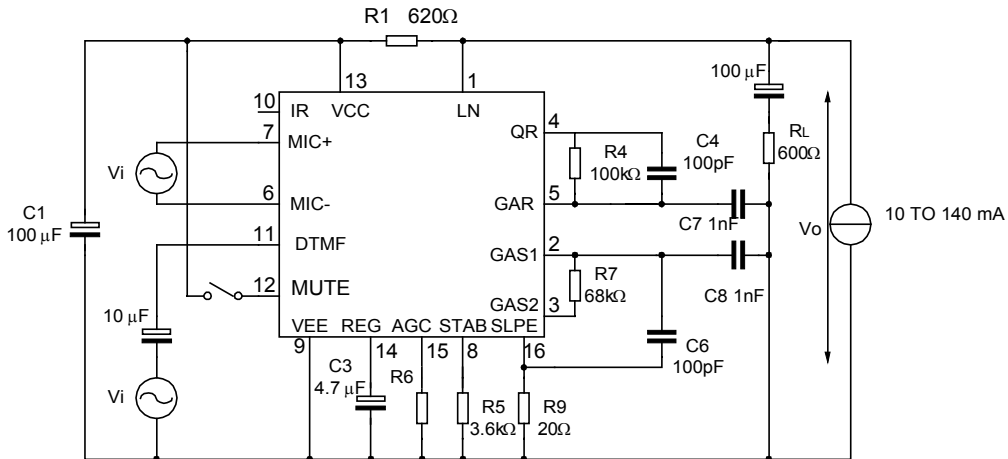 R1 620Ω
100 μF
13
1
10
IR
VCC
LN
4
7
MIC+
QR
C4
RL
R4
100pF
600Ω
100kΩ
Vi
6
5
C1
MIC-
GAR
10 TO 140 mA
100 μF
11
C7 1nF
Vo
DTMF
2
GAS1
R7
12
MUTE
68kΩ
C8 1nF
GAS2
3
10 μF
VEE
REG
AGC
STAB
SLPE
9
14
15
8
16
C6
C3
R6
100pF
4.7 μF
Vi
R5
R9
3.6kΩ
20Ω